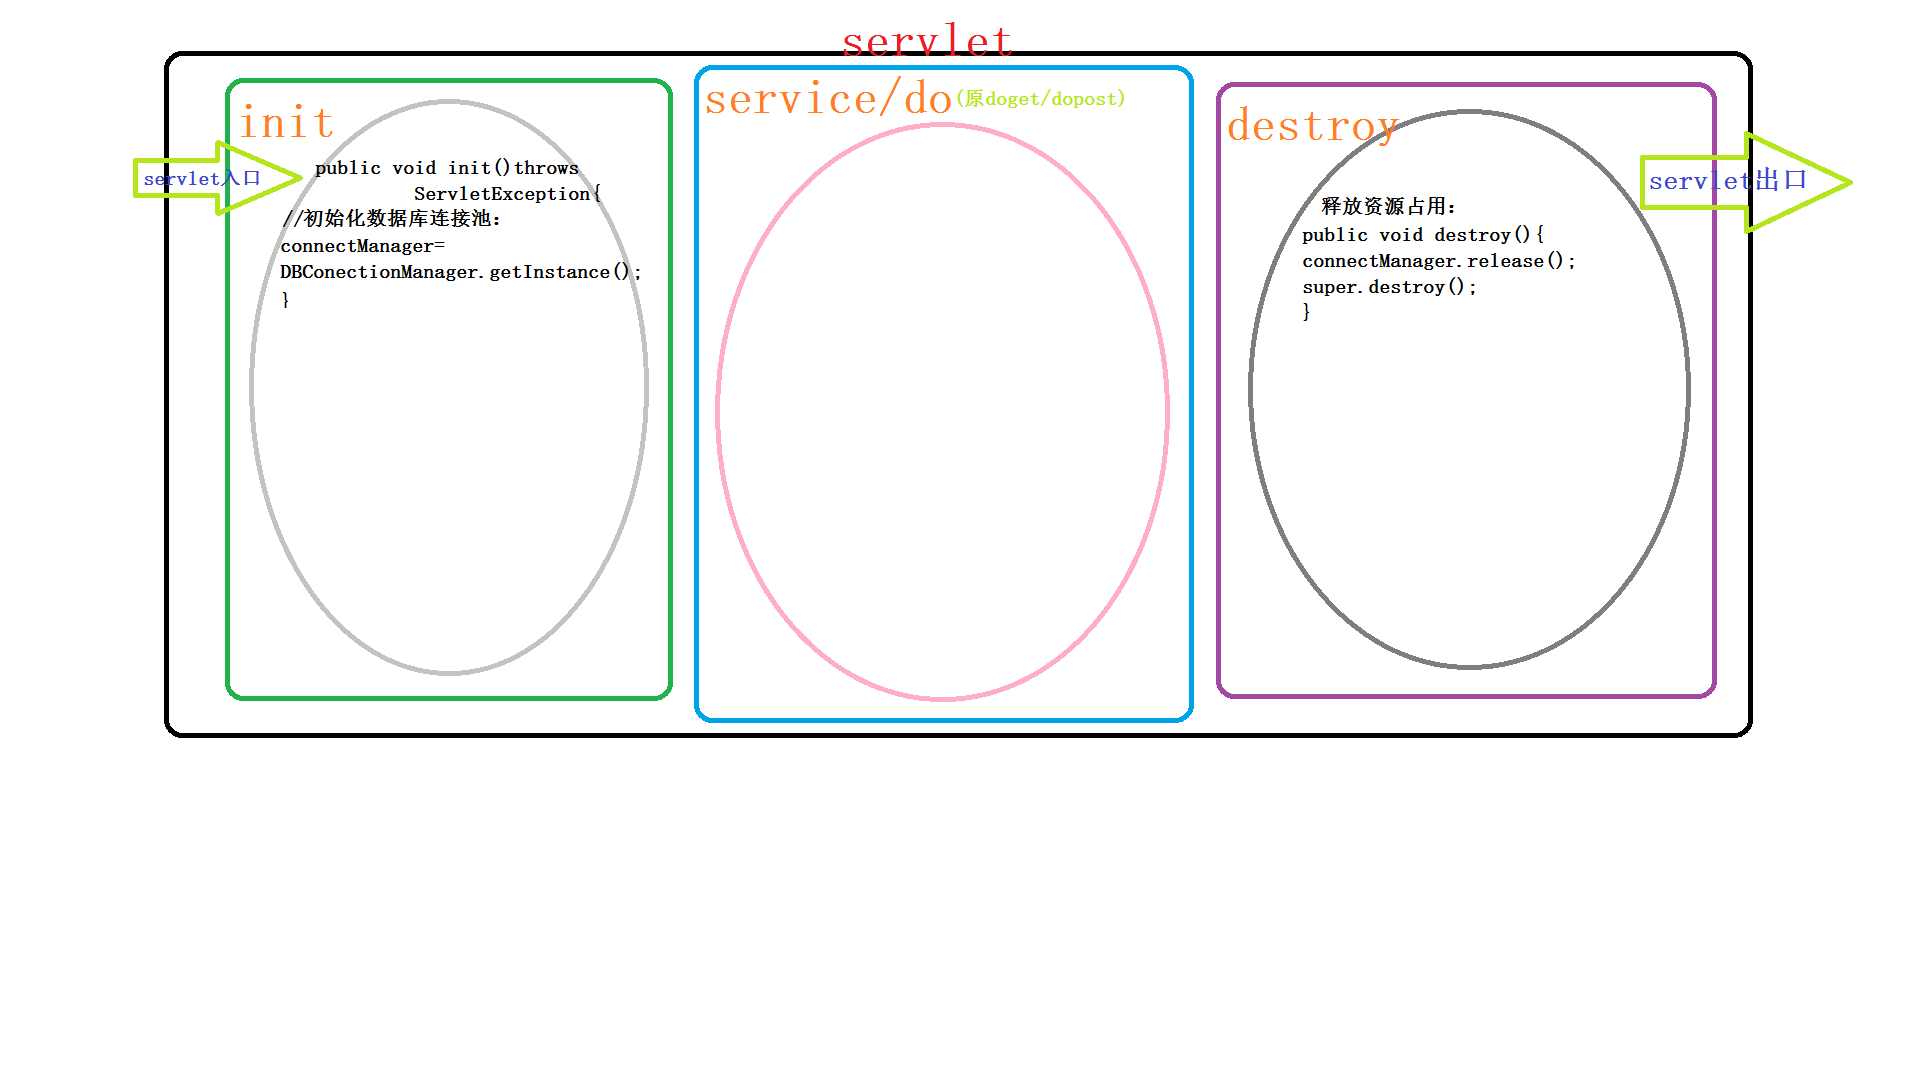 servlet
init
servlet入口
public void init()throws
ServletException{
//初始化数据库连接池:
connectManager=
DBConectionManager.getInstance();
}
service/do(原doget/dopost)
destroy
释放资源占用:
public void destroy(){
connectManager.release();
super.destroy();
}
servlet出口